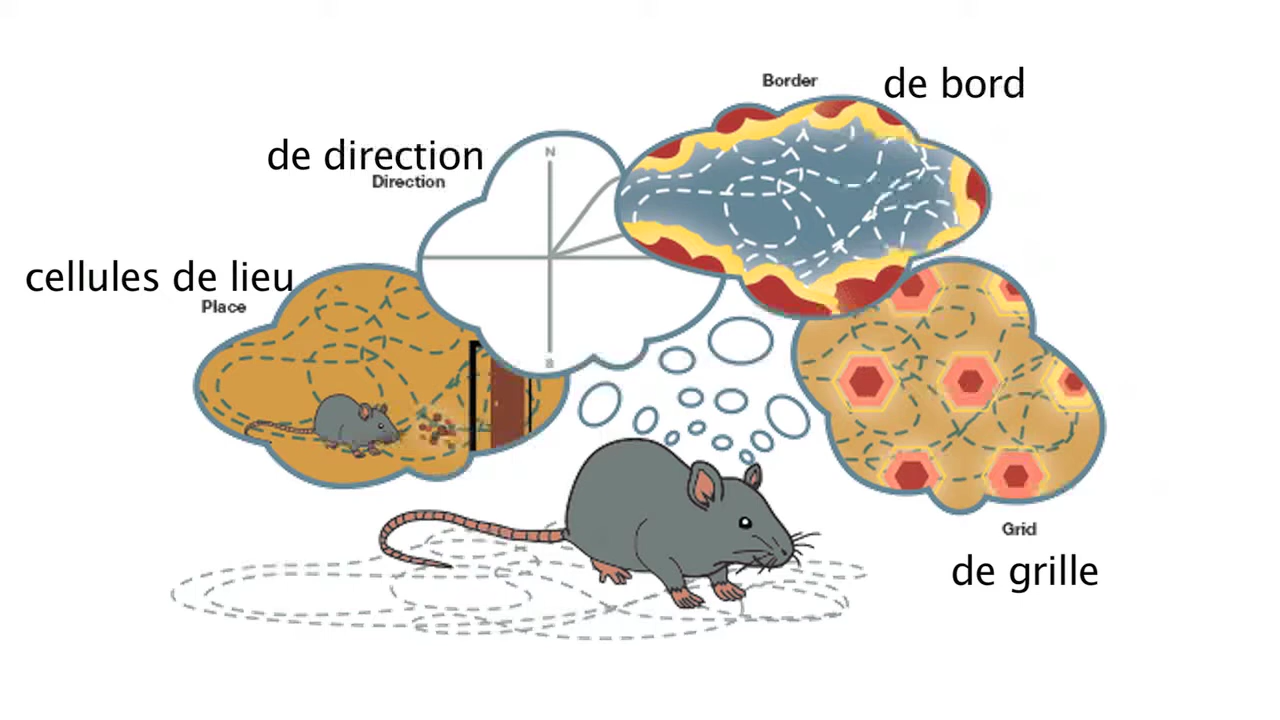 de bord
Border
de direction
Direction
N
cellules de lieu
Place
S
Grid
de grille